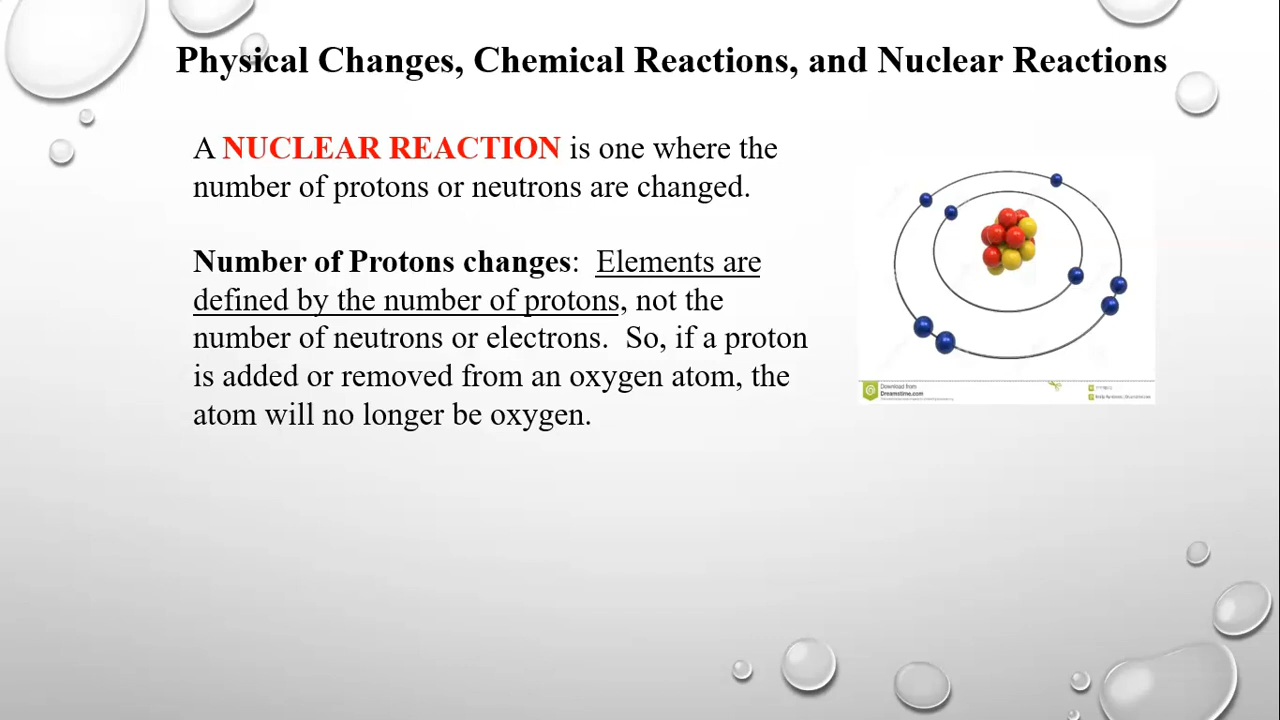 Physical Changes, Chemical Reactions, and Nuclear Reactions
A NUCLEAR REACTION is one where the
number of protons or neutrons are changed.
Number of Protons changes:  Elements are
defined by the number of protons, not the
number of neutrons or electrons.  So, if a proton
is added or removed from an oxygen atom, the
atom will no longer be oxygen.
Download from
Dreamstime.com